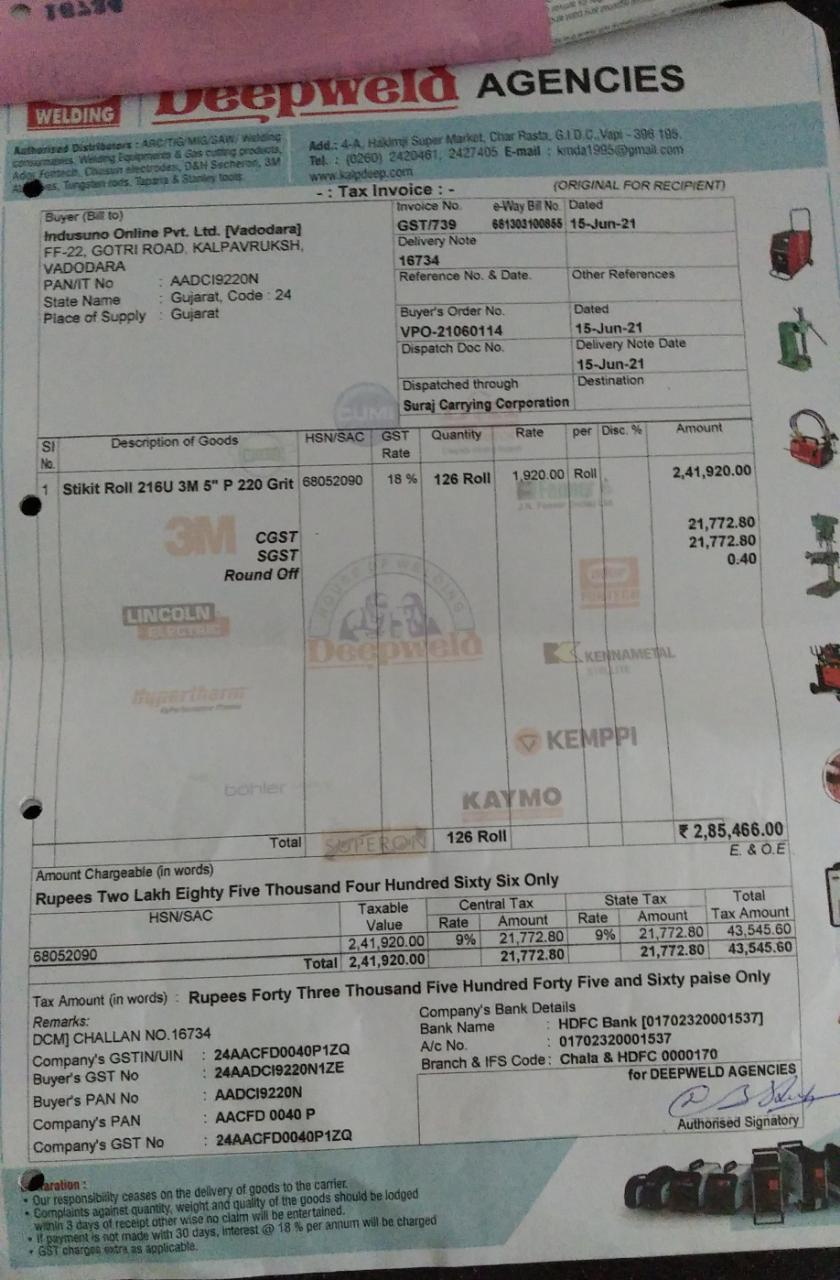 WELDING
Deepweld AGENCIES
Authorised Distributors : ARC/TIG/MIG/SAW/ Welding
consumables, Welding Equipments & Gas cutting products,
Ador Fontech, Chosun electrodes, D&H Secheron, 3M
Tungsten rods, Taparia & Stanley tools
Add.: 4-A, Hakimji Super Market, Char Rasta, G.I.D.C.,Vapi - 396 195.
Tel. : (0260) 2420461, 2427405 E-mail : kmda1995@gmail.com
www.kalpdeep.com
- : Tax Invoice : -
(ORIGINAL FOR RECIPIENT)
Buyer (Bill to)
Indusuno Online Pvt. Ltd. [Vadodara]
FF-22, GOTRI ROAD, KALPAVRUKSH,
VADODARA
PAN/IT No : AADCI9220N
State Name : Gujarat, Code : 24
Place of Supply : Gujarat
Invoice No. e-Way Bill No. Dated
GST/739 681303100855 15-Jun-21
Delivery Note
16734
Reference No. & Date. Other References
Buyer's Order No. Dated
VPO-21060114 15-Jun-21
Dispatch Doc No. Delivery Note Date
15-Jun-21
Dispatched through Destination
Suraj Carrying Corporation
CUMI
Sl No. Description of Goods HSN/SAC GST Rate Quantity Rate per Disc. % Amount
1 Stikit Roll 216U 3M 5" P 220 Grit 68052090 18 % 126 Roll 1,920.00 Roll 2,41,920.00
3M
CGST 21,772.80
SGST 21,772.80
Round Off 0.40
HOUSE OF WELDING
LINCOLN
ELECTRIC
Deepweld
KENNAMETAL
Hypertherm
KEMPPI
böhler
KAYMO
SUPERON
Total 126 Roll ₹ 2,85,466.00
E. & O.E
Amount Chargeable (in words)
Rupees Two Lakh Eighty Five Thousand Four Hundred Sixty Six Only
HSN/SAC Taxable Value Central Tax State Tax Total Tax Amount
Rate Amount Rate Amount
68052090 2,41,920.00 9% 21,772.80 9% 21,772.80 43,545.60
Total 2,41,920.00 21,772.80 21,772.80 43,545.60
Tax Amount (in words) : Rupees Forty Three Thousand Five Hundred Forty Five and Sixty paise Only
Remarks:
DCM] CHALLAN NO.16734
Company's GSTIN/UIN : 24AACFD0040P1ZQ
Buyer's GST No : 24AADCI9220N1ZE
Buyer's PAN No : AADCI9220N
Company's PAN : AACFD 0040 P
Company's GST No : 24AACFD0040P1ZQ
Company's Bank Details
Bank Name : HDFC Bank [01702320001537]
A/c No. : 01702320001537
Branch & IFS Code : Chala & HDFC 0000170
for DEEPWELD AGENCIES
Authorised Signatory
aration :
• Our responsibility ceases on the delivery of goods to the carrier.
• Complaints against quantity, weight and quality of the goods should be lodged
within 3 days of receipt other wise no claim will be entertained.
• If payment is not made with 30 days, interest @ 18 % per annum will be charged
• GST charges extra as applicable.